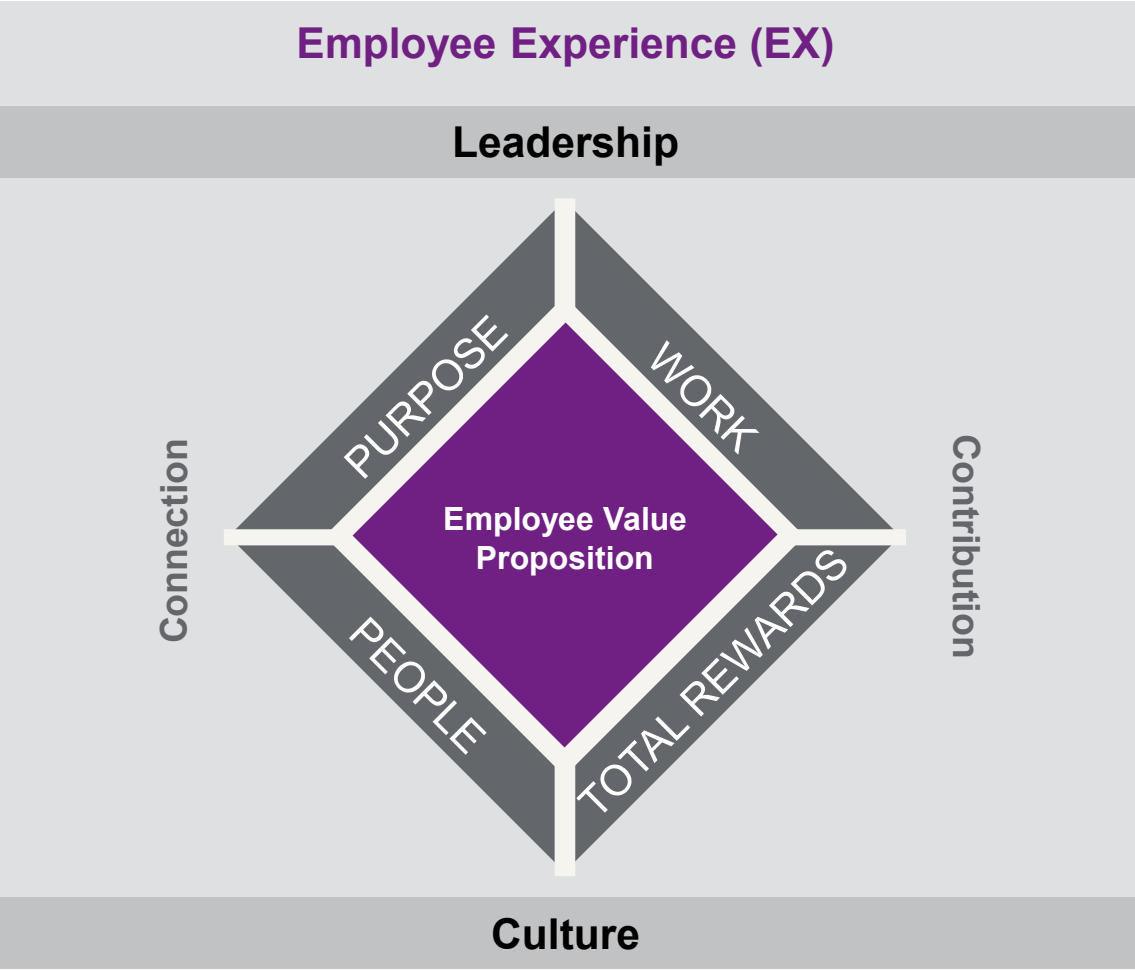 Employee Experience (EX)
Leadership
PURPOSE
WORK
Connection
Employee Value
Proposition
Contribution
PEOPLE
TOTAL REWARDS
Culture